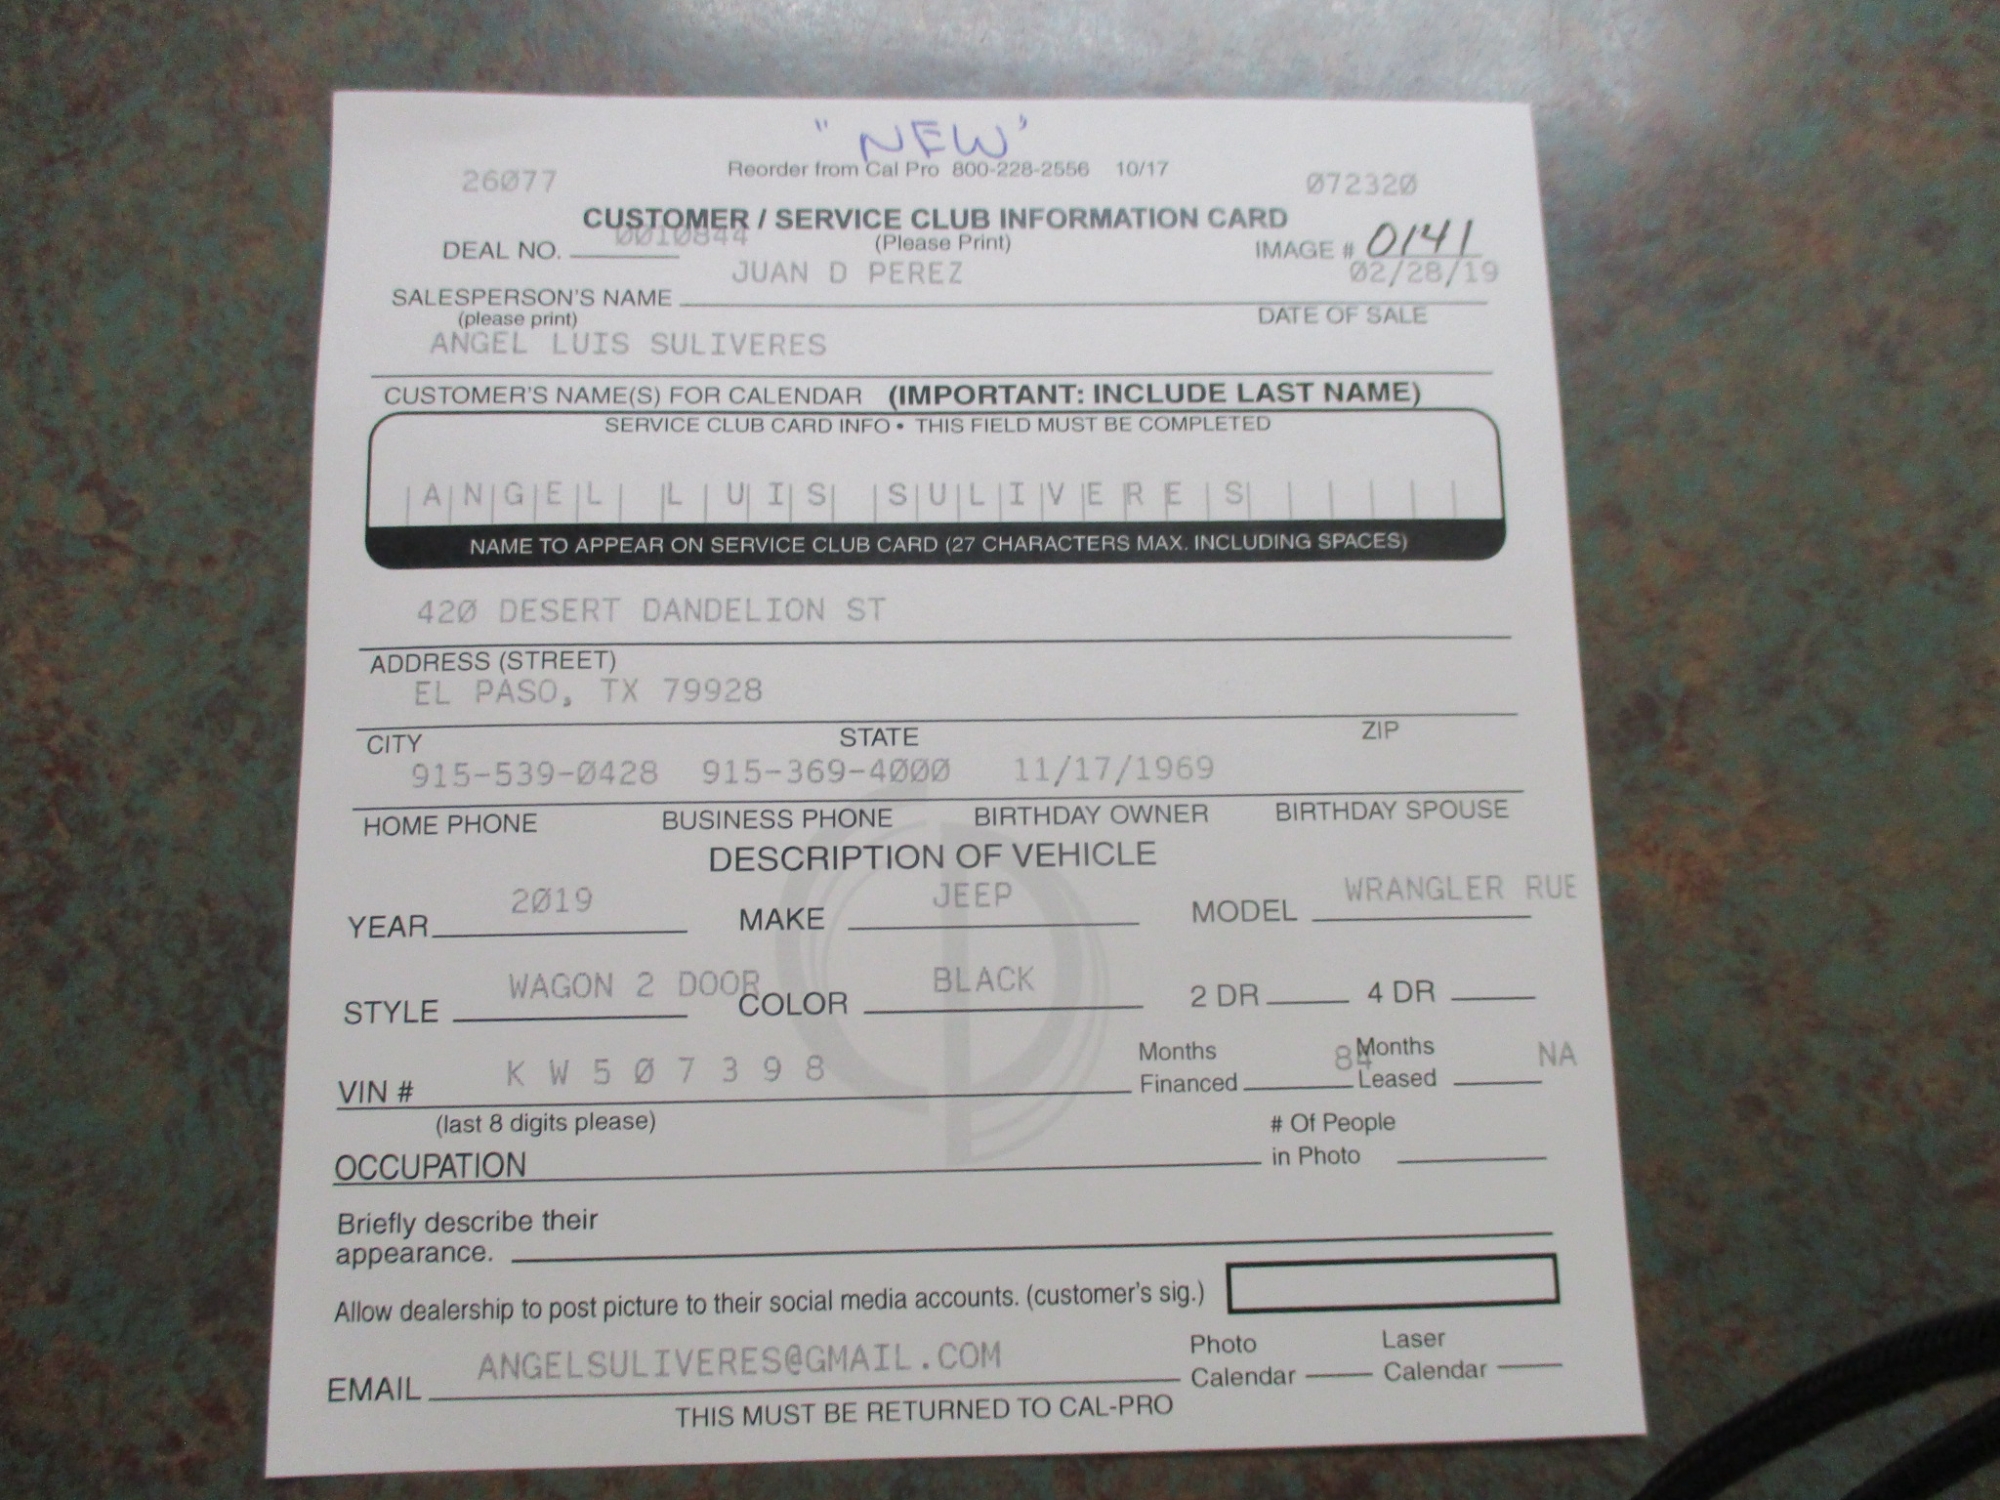 "NEW"
Reorder from Cal Pro 800-228-2556 10/17
26077 072320
CUSTOMER / SERVICE CLUB INFORMATION CARD
DEAL NO. 0010844 (Please Print) IMAGE # 0141
JUAN D PEREZ 02/28/19
SALESPERSON'S NAME
(please print) DATE OF SALE
ANGEL LUIS SULIVERES
CUSTOMER'S NAME(S) FOR CALENDAR (IMPORTANT: INCLUDE LAST NAME)
SERVICE CLUB CARD INFO • THIS FIELD MUST BE COMPLETED
ANGEL LUIS SULIVERES
NAME TO APPEAR ON SERVICE CLUB CARD (27 CHARACTERS MAX. INCLUDING SPACES)
420 DESERT DANDELION ST
ADDRESS (STREET)
EL PASO, TX 79928
CITY STATE ZIP
915-539-0428 915-369-4000 11/17/1969
HOME PHONE BUSINESS PHONE BIRTHDAY OWNER BIRTHDAY SPOUSE
DESCRIPTION OF VEHICLE
YEAR 2019 MAKE JEEP MODEL WRANGLER RUE
STYLE WAGON 2 DOOR COLOR BLACK 2 DR 4 DR
VIN # K W 5 0 7 3 9 8 Months Financed 84 Months Leased NA
(last 8 digits please)
OCCUPATION # Of People in Photo
Briefly describe their
appearance.
Allow dealership to post picture to their social media accounts. (customer's sig.)
EMAIL ANGELSULIVERES@GMAIL.COM Photo Calendar Laser Calendar
THIS MUST BE RETURNED TO CAL-PRO